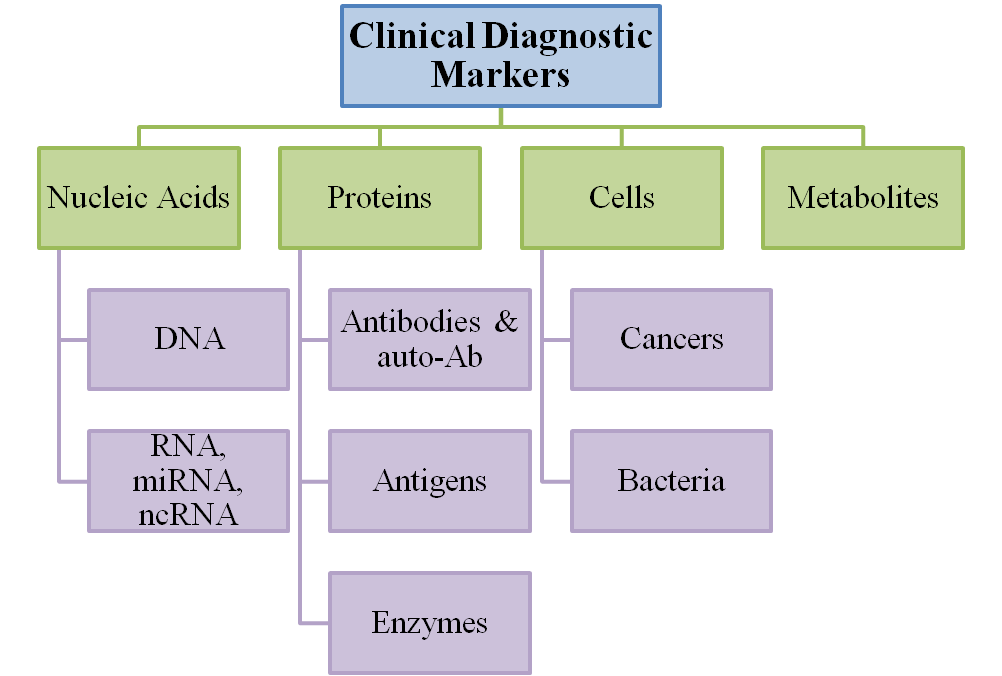 Clinical Diagnostic
Markers
Nucleic Acids
Proteins
Cells
Metabolites
DNA
Antibodies &
auto-Ab
Cancers
RNA,
miRNA,
ncRNA
Antigens
Bacteria
Enzymes